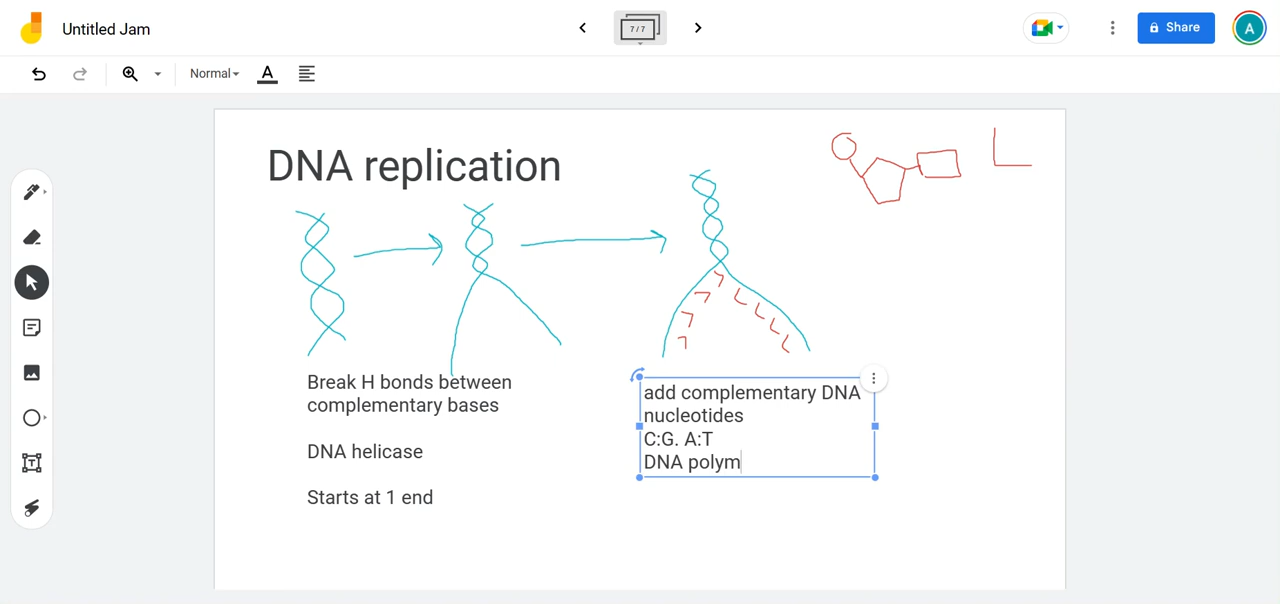 Untitled Jam
7/7
Share
A
Normal
A
DNA replication
Break H bonds between
complementary bases
DNA helicase
Starts at 1 end
add complementary DNA
nucleotides
C:G. A:T
DNA polym